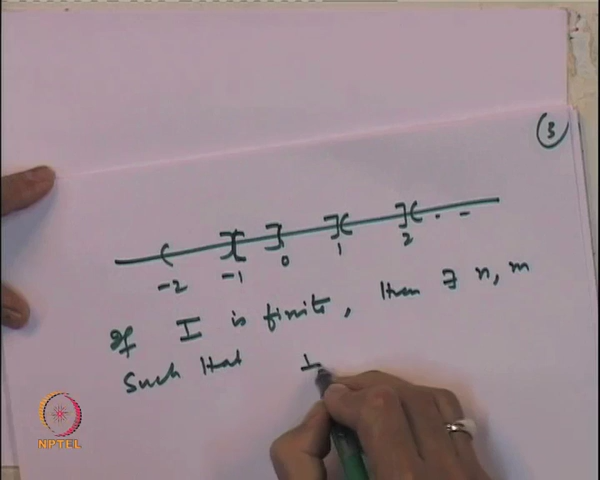 3
( ] [ ] ] ( ] ( . -
-2 -1 0 1 2
If I is finite, then ∃ n, m
Such that I
NPTEL